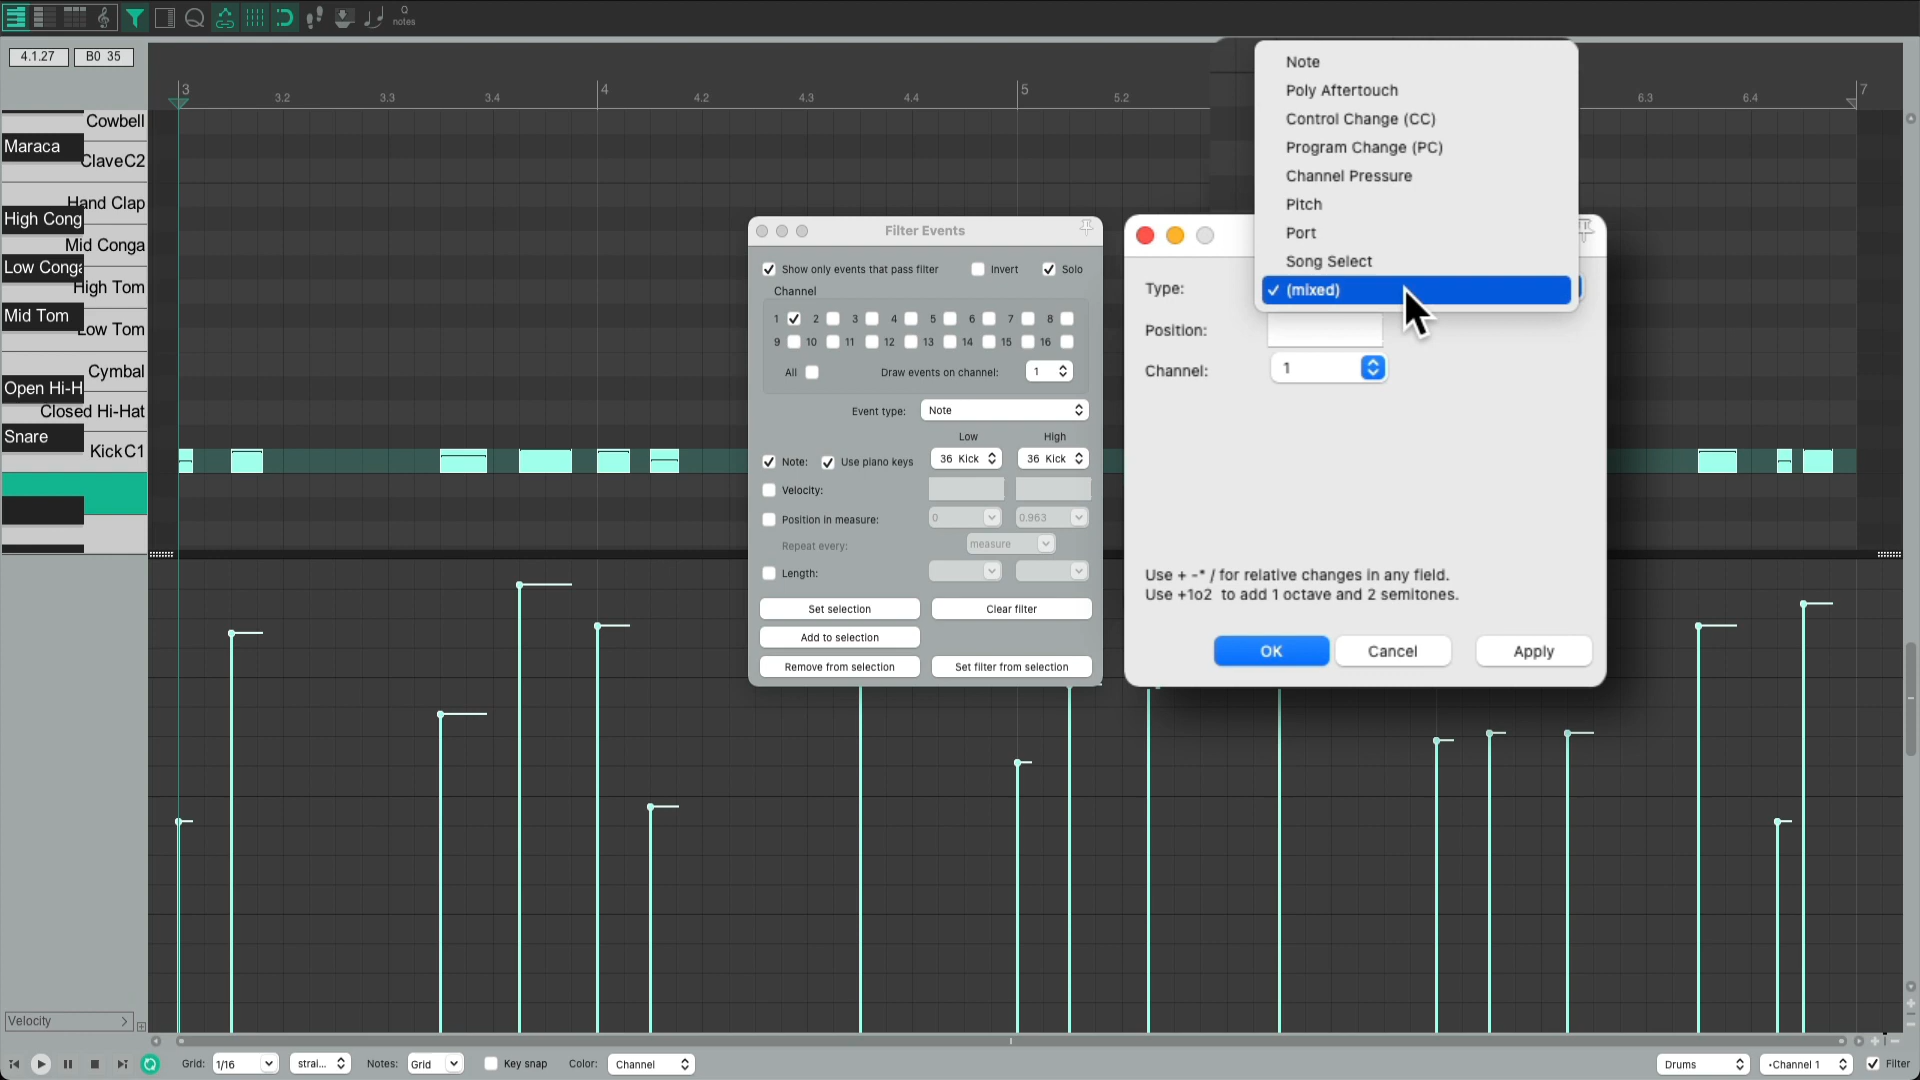 Q
notes
4.1.27
B0 35
3
3.2
3.3
3.4
4
4.2
4.3
4.4
5
5.2
6.3
6.4
7
Cowbell
Maraca
ClaveC2
Hand Clap
High Cong
Mid Conga
Low Conga
High Tom
Mid Tom
Low Tom
Cymbal
Open Hi-H
Closed Hi-Hat
Snare
KickC1
Filter Events
Show only events that pass filter
Invert
Solo
Channel
1 2 3 4 5 6 7 8
9 10 11 12 13 14 15 16
All
Draw events on channel: 1
Event type: Note
Low High
Note: Use piano keys 36 Kick 36 Kick
Velocity:
Position in measure: 0 0.963
Repeat every: measure
Length:
Set selection
Clear filter
Add to selection
Remove from selection
Set filter from selection
Note
Poly Aftertouch
Control Change (CC)
Program Change (PC)
Channel Pressure
Pitch
Port
Song Select
Type: ✓ (mixed)
Position:
Channel: 1
Use + -* / for relative changes in any field.
Use +1o2 to add 1 octave and 2 semitones.
OK
Cancel
Apply
Velocity >
Grid: 1/16
strai...
Notes: Grid
Key snap
Color: Channel
Drums
•Channel 1
Filter